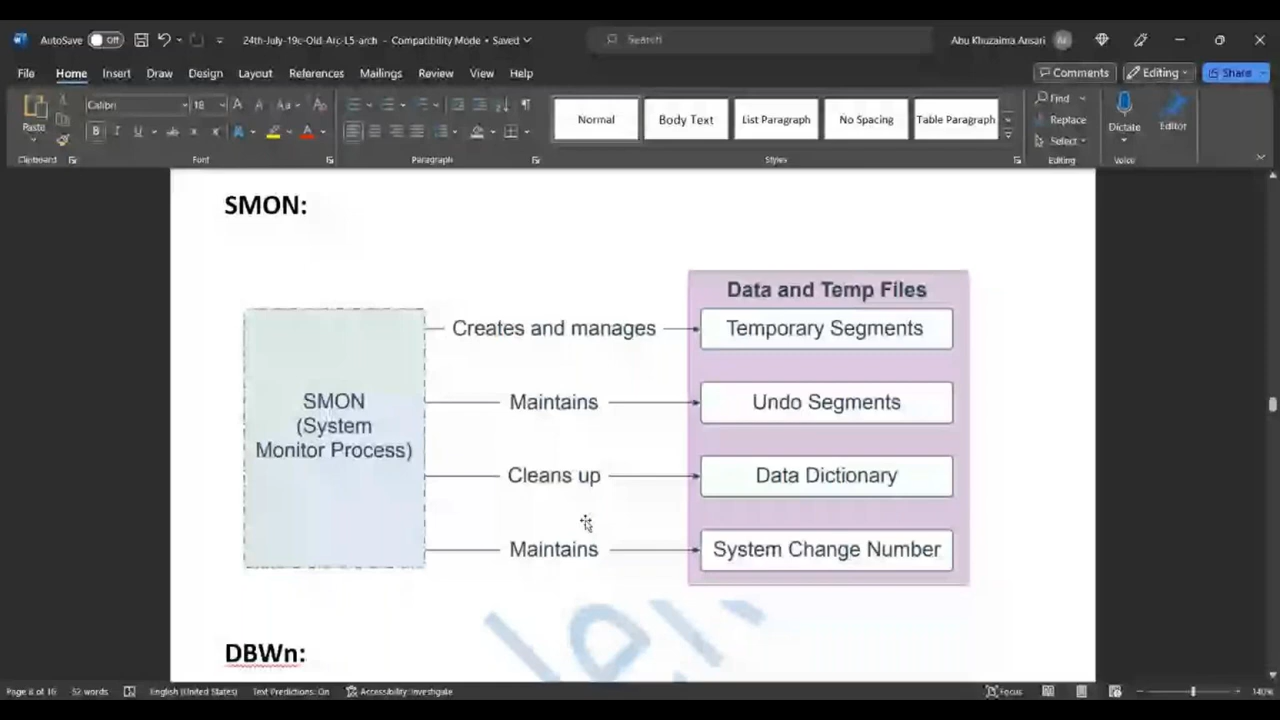 AutoSave Off 24th-July-19c-Old-Arc-L5-arch - Compatibility Mode • Saved Search Abu Khuzaima Ansari
File Home Insert Draw Design Layout References Mailings Review View Help Comments Editing Share
Paste
Calibri 18
Normal
Body Text
List Paragraph
No Spacing
Table Paragraph
Find
Replace
Select
Dictate
Editor
Clipboard Font Paragraph Styles Editing Voice Editor
SMON:
Data and Temp Files
SMON
(System
Monitor Process)
Creates and manages Temporary Segments
Maintains Undo Segments
Cleans up Data Dictionary
Maintains System Change Number
DBWn:
Page 8 of 16 52 words English (United States) Text Predictions: On Accessibility: Investigate Focus 140%